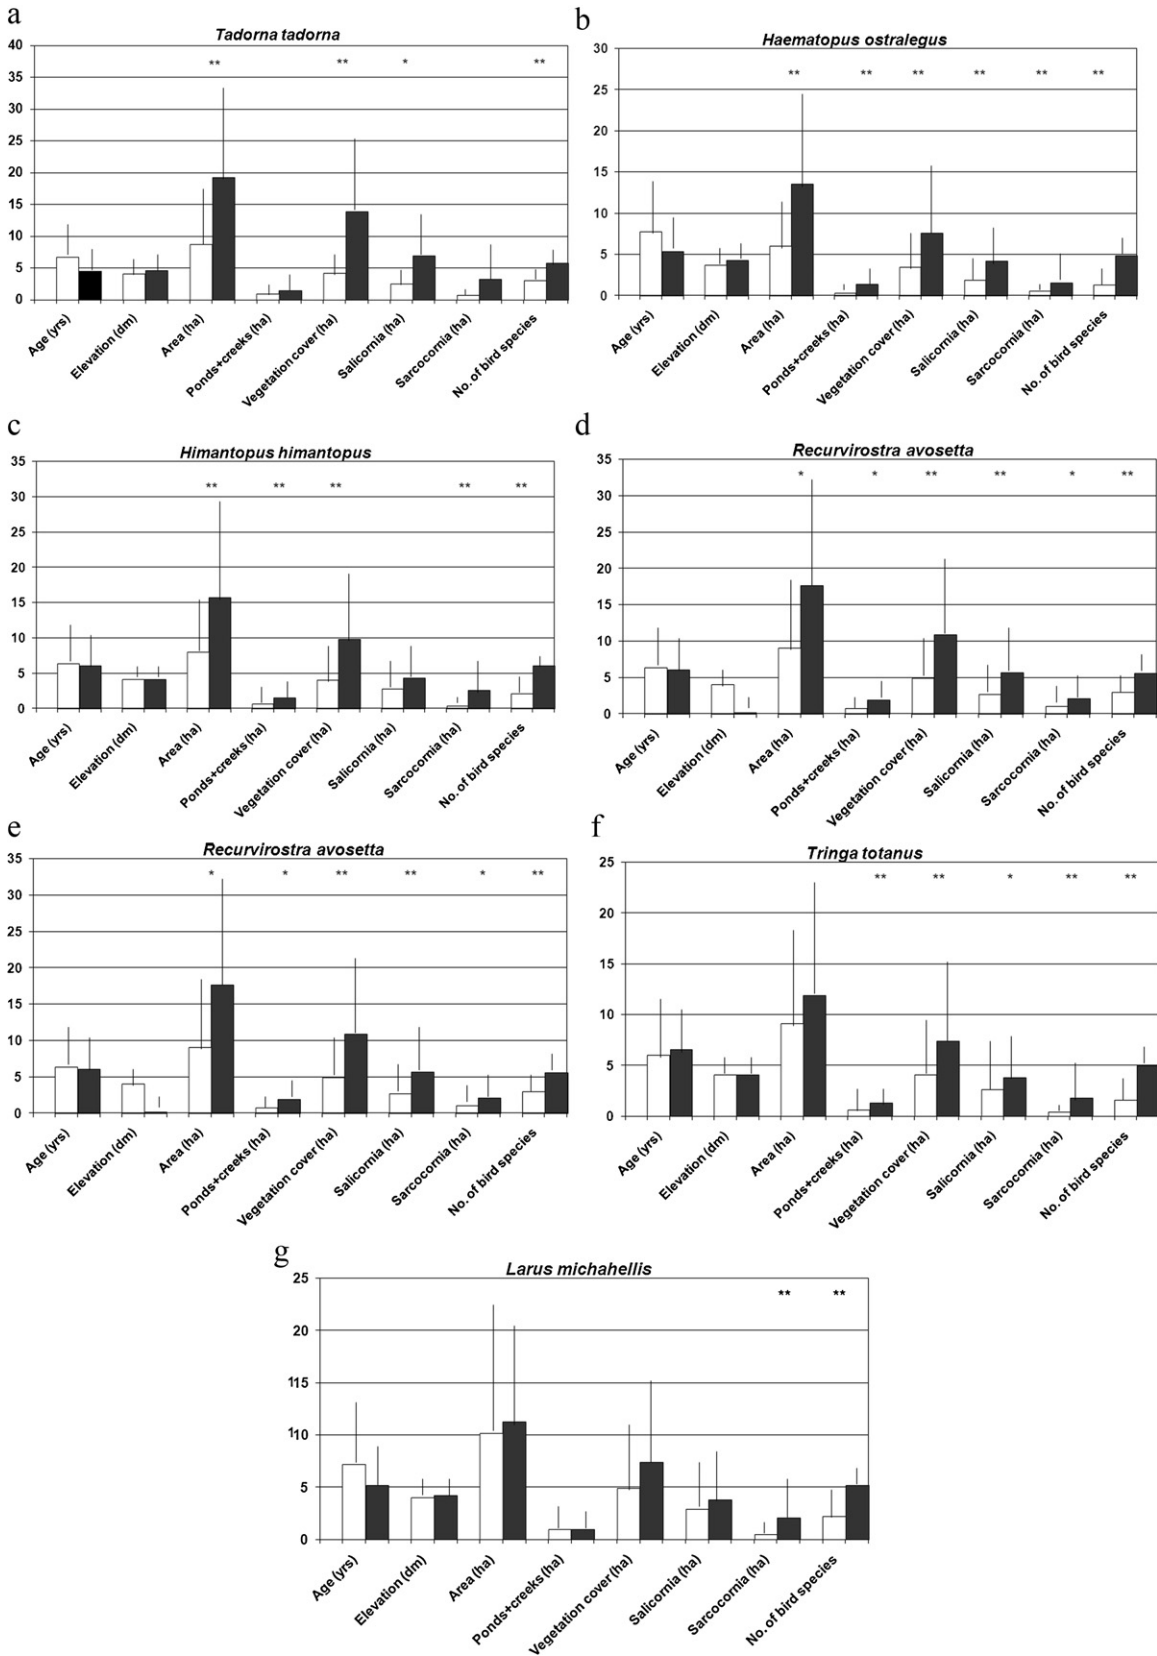 a
Tadorna tadorna
40
35
30
25
20
15
10
5
0
** ** * **
Age (yrs)
Elevation (dm)
Area (ha)
Ponds+creeks (ha)
Vegetation cover (ha)
Salicornia (ha)
Sarcocornia (ha)
No. of bird species
b
Haematopus ostralegus
30
25
20
15
10
5
0
** ** ** ** ** **
Age (yrs)
Elevation (dm)
Area (ha)
Ponds+creeks (ha)
Vegetation cover (ha)
Salicornia (ha)
Sarcocornia (ha)
No. of bird species
c
Himantopus himantopus
35
30
25
20
15
10
5
0
** ** ** ** **
Age (yrs)
Elevation (dm)
Area (ha)
Ponds+creeks (ha)
Vegetation cover (ha)
Salicornia (ha)
Sarcocornia (ha)
No. of bird species
d
Recurvirostra avosetta
35
30
25
20
15
10
5
0
* * ** ** * **
Age (yrs)
Elevation (dm)
Area (ha)
Ponds+creeks (ha)
Vegetation cover (ha)
Salicornia (ha)
Sarcocornia (ha)
No. of bird species
e
Recurvirostra avosetta
35
30
25
20
15
10
5
0
* * ** ** * **
Age (yrs)
Elevation (dm)
Area (ha)
Ponds+creeks (ha)
Vegetation cover (ha)
Salicornia (ha)
Sarcocornia (ha)
No. of bird species
f
Tringa totanus
25
20
15
10
5
0
** ** * ** **
Age (yrs)
Elevation (dm)
Area (ha)
Ponds+creeks (ha)
Vegetation cover (ha)
Salicornia (ha)
Sarcocornia (ha)
No. of bird species
g
Larus michahellis
25
20
115
110
5
0
** **
Age (yrs)
Elevation (dm)
Area (ha)
Ponds+creeks (ha)
Vegetation cover (ha)
Salicornia (ha)
Sarcocornia (ha)
No. of bird species